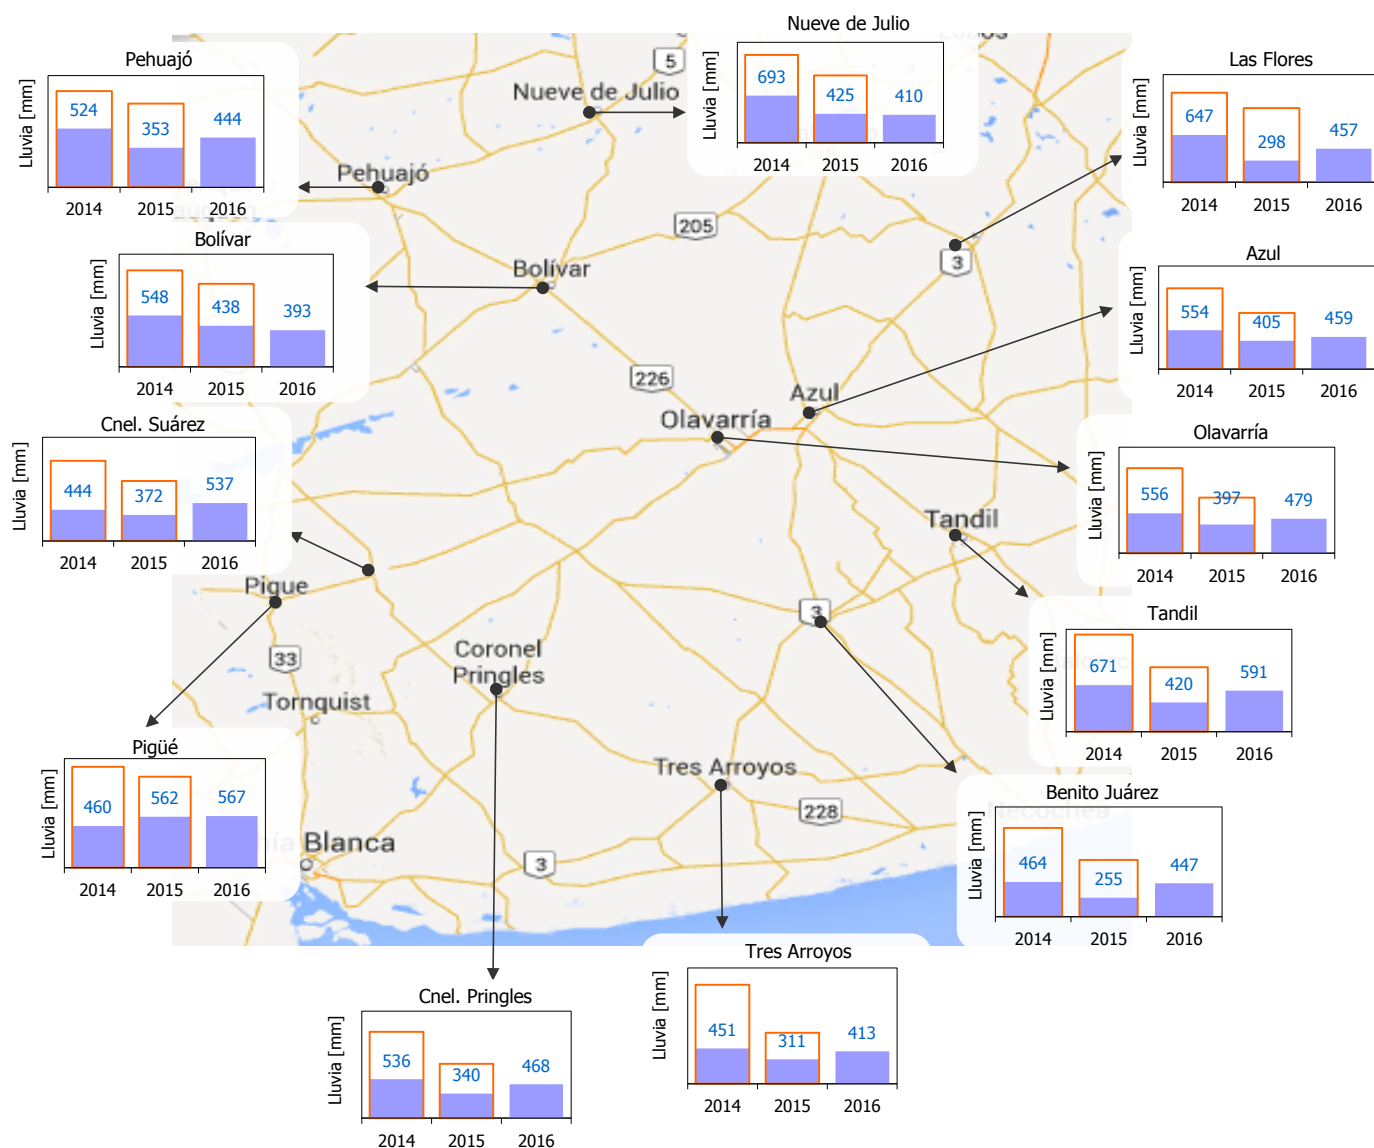 Nueve de Julio
Lluvia [mm]
693
425
410
2014
2015
2016
Pehuajó
Lluvia [mm]
524
353
444
2014
2015
2016
Las Flores
Lluvia [mm]
647
298
457
2014
2015
2016
5
Nueve de Julio
Pehuajó
205
3
Bolívar
Lluvia [mm]
548
438
393
2014
2015
2016
Bolívar
Azul
Lluvia [mm]
554
405
459
2014
2015
2016
226
Azul
Olavarría
Cnel. Suárez
Lluvia [mm]
444
372
537
2014
2015
2016
Olavarría
Lluvia [mm]
556
397
479
2014
2015
2016
Tandil
Pigue
3
33
Coronel
Pringles
Tornquist
Tandil
Lluvia [mm]
671
420
591
2014
2015
2016
Pigüé
Lluvia [mm]
460
562
567
2014
2015
2016
Tres Arroyos
228
3
Blanca
Benito Juárez
Necochea
Lluvia [mm]
464
255
447
2014
2015
2016
Tres Arroyos
Lluvia [mm]
451
311
413
2014
2015
2016
Cnel. Pringles
Lluvia [mm]
536
340
468
2014
2015
2016